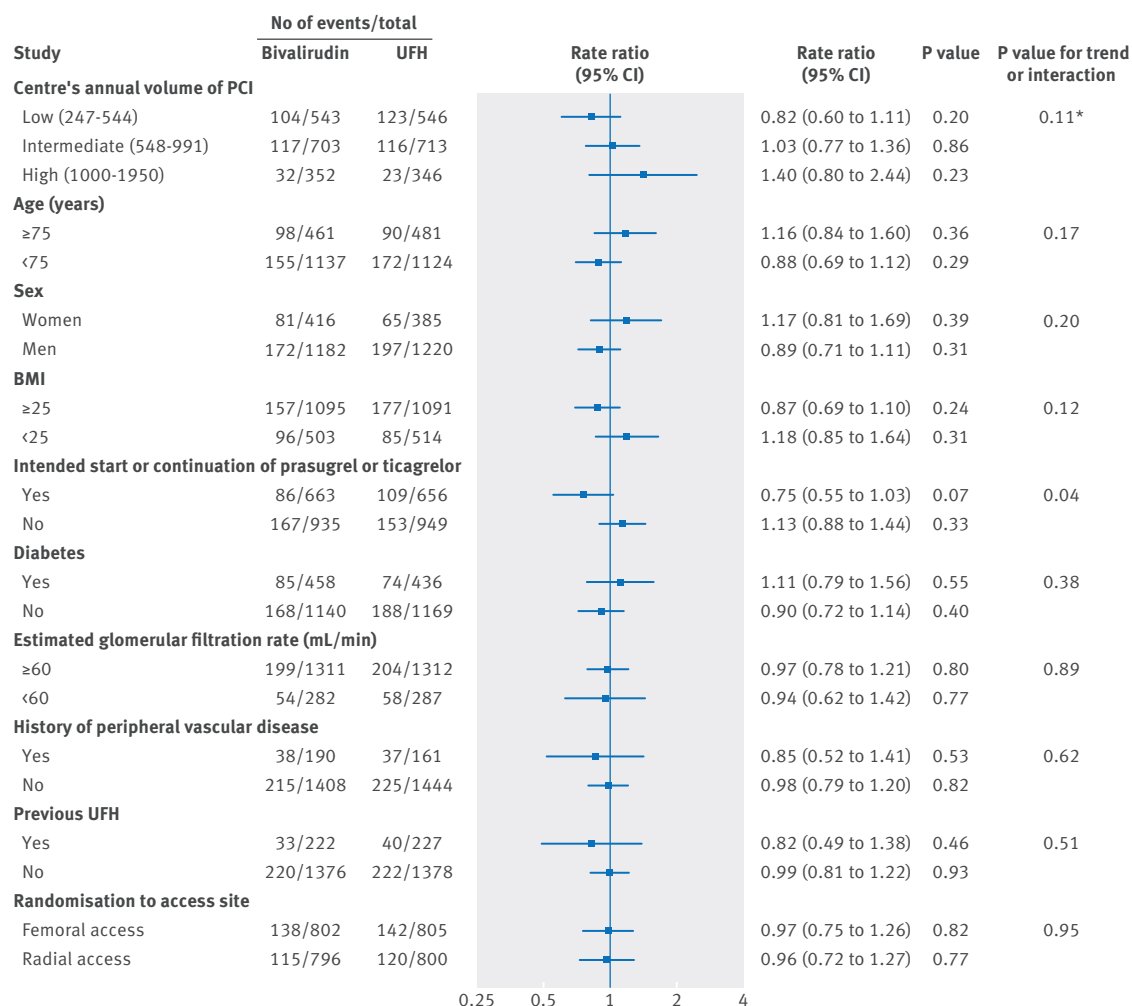 No of events/total
Study Bivalirudin UFH Rate ratio (95% CI) Rate ratio (95% CI) P value P value for trend or interaction
Centre's annual volume of PCI
Low (247-544) 104/543 123/546 0.82 (0.60 to 1.11) 0.20 0.11*
Intermediate (548-991) 117/703 116/713 1.03 (0.77 to 1.36) 0.86
High (1000-1950) 32/352 23/346 1.40 (0.80 to 2.44) 0.23
Age (years)
≥75 98/461 90/481 1.16 (0.84 to 1.60) 0.36 0.17
<75 155/1137 172/1124 0.88 (0.69 to 1.12) 0.29
Sex
Women 81/416 65/385 1.17 (0.81 to 1.69) 0.39 0.20
Men 172/1182 197/1220 0.89 (0.71 to 1.11) 0.31
BMI
≥25 157/1095 177/1091 0.87 (0.69 to 1.10) 0.24 0.12
<25 96/503 85/514 1.18 (0.85 to 1.64) 0.31
Intended start or continuation of prasugrel or ticagrelor
Yes 86/663 109/656 0.75 (0.55 to 1.03) 0.07 0.04
No 167/935 153/949 1.13 (0.88 to 1.44) 0.33
Diabetes
Yes 85/458 74/436 1.11 (0.79 to 1.56) 0.55 0.38
No 168/1140 188/1169 0.90 (0.72 to 1.14) 0.40
Estimated glomerular filtration rate (mL/min)
≥60 199/1311 204/1312 0.97 (0.78 to 1.21) 0.80 0.89
<60 54/282 58/287 0.94 (0.62 to 1.42) 0.77
History of peripheral vascular disease
Yes 38/190 37/161 0.85 (0.52 to 1.41) 0.53 0.62
No 215/1408 225/1444 0.98 (0.79 to 1.20) 0.82
Previous UFH
Yes 33/222 40/227 0.82 (0.49 to 1.38) 0.46 0.51
No 220/1376 222/1378 0.99 (0.81 to 1.22) 0.93
Randomisation to access site
Femoral access 138/802 142/805 0.97 (0.75 to 1.26) 0.82 0.95
Radial access 115/796 120/800 0.96 (0.72 to 1.27) 0.77
0.25 0.5 1 2 4